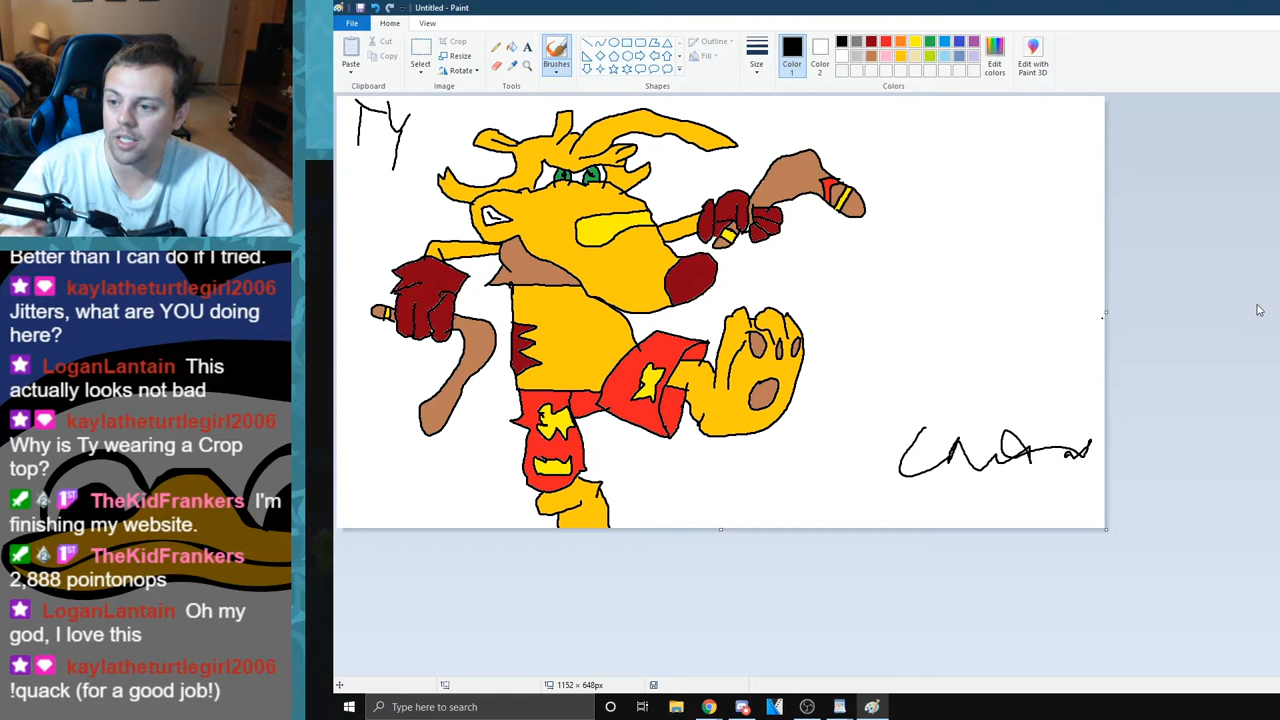 Untitled - Paint
File Home View
Paste
Cut
Copy
Clipboard
Select
Crop
Resize
Rotate
Image
A
Tools
Brushes
Outline
Fill
Shapes
Size
Color 1
Color 2
Edit colors
Colors
Edit with Paint 3D
TY
Better than I can do if I tried.
kaylatheturtlegirl2006
Jitters, what are YOU doing
here?
LoganLantain This
actually looks not bad
kaylatheturtlegirl2006
Why is Ty wearing a Crop
top?
TheKidFrankers I'm
finishing my website.
TheKidFrankers
2,888 pointonops
LoganLantain Oh my
god, I love this
kaylatheturtlegirl2006
!quack (for a good job!)
1152 × 648px
Type here to search